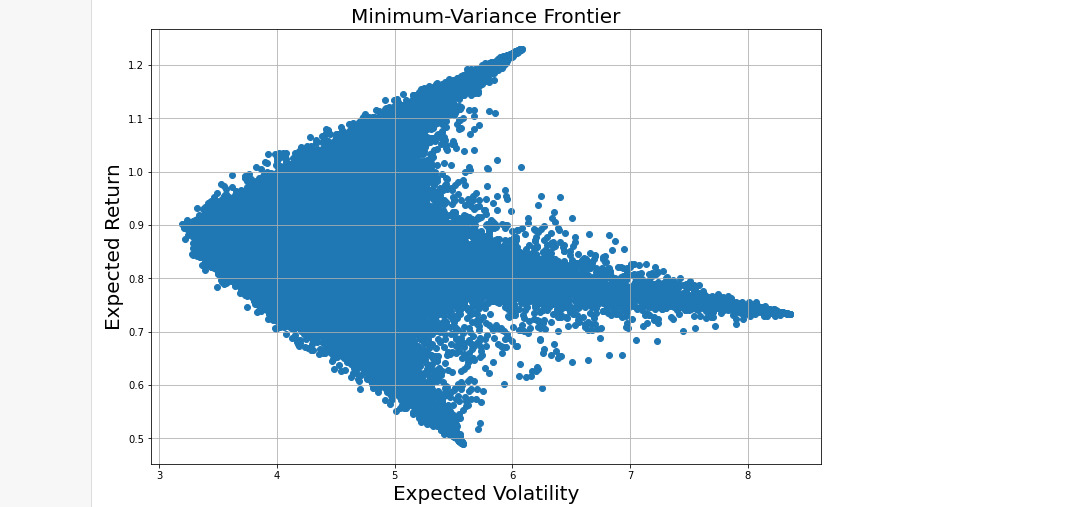 Minimum-Variance Frontier
1.2
1.1
1.0
0.9
0.8
0.7
0.6
0.5
Expected Return
3 4 5 6 7 8
Expected Volatility